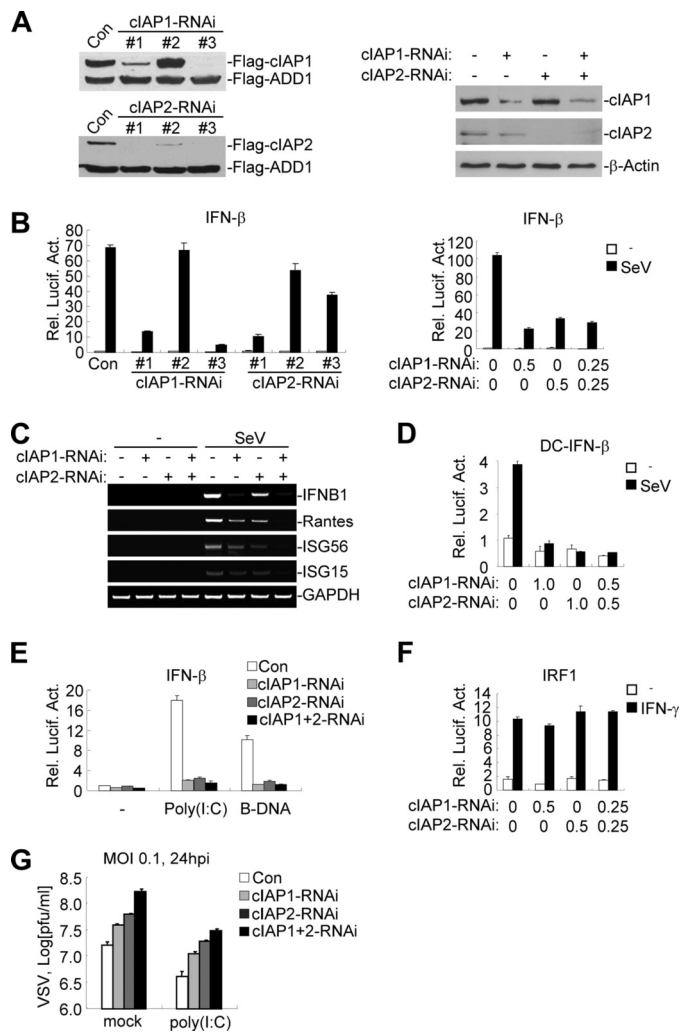 A
cIAP1-RNAi
Con #1 #2 #3
-Flag-cIAP1
-Flag-ADD1
cIAP2-RNAi
Con #1 #2 #3
-Flag-cIAP2
-Flag-ADD1
cIAP1-RNAi: - + - +
cIAP2-RNAi: - - + +
-cIAP1
-cIAP2
-β-Actin
B
IFN-β
Rel. Lucif. Act.
80
70
60
50
40
30
20
10
0
Con #1 #2 #3 #1 #2 #3
cIAP1-RNAi cIAP2-RNAi
IFN-β
Rel. Lucif. Act.
120
100
80
60
40
20
0
-
SeV
cIAP1-RNAi: 0 0.5 0 0.25
cIAP2-RNAi: 0 0 0.5 0.25
C
- SeV
cIAP1-RNAi: - + - + - + - +
cIAP2-RNAi: - - + + - - + +
-IFNB1
-Rantes
-ISG56
-ISG15
-GAPDH
D
DC-IFN-β
Rel. Lucif. Act.
4
3
2
1
0
-
SeV
cIAP1-RNAi: 0 1.0 0 0.5
cIAP2-RNAi: 0 0 1.0 0.5
E
IFN-β
Rel. Lucif. Act.
20
16
12
8
4
0
Con
cIAP1-RNAi
cIAP2-RNAi
cIAP1+2-RNAi
- Poly(I:C) B-DNA
F
IRF1
Rel. Lucif. Act.
14
12
10
8
6
4
2
0
-
IFN-γ
cIAP1-RNAi: 0 0.5 0 0.25
cIAP2-RNAi: 0 0 0.5 0.25
G
MOI 0.1, 24hpi
VSV, Log[pfu/ml]
8.5
8.0
7.5
7.0
6.5
6.0
Con
cIAP1-RNAi
cIAP2-RNAi
cIAP1+2-RNAi
mock poly(I:C)